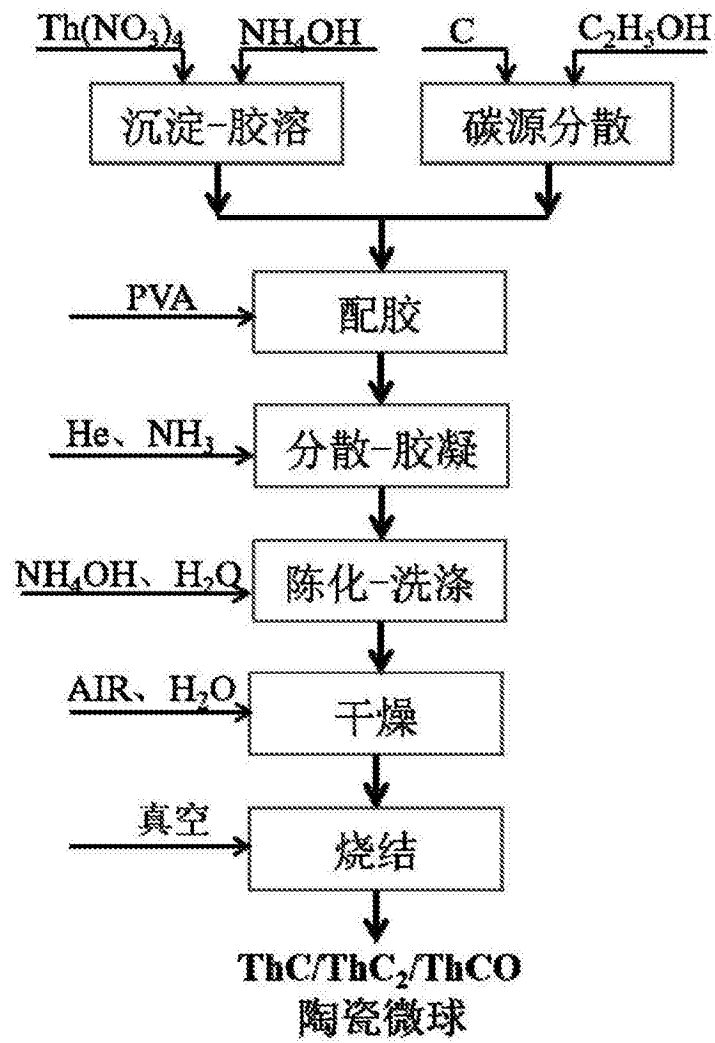 Th(NO₃)₄ NH₄OH C C₂H₅OH
沉淀-胶溶 碳源分散
PVA
配胶
He、NH₃
分散-胶凝
NH₄OH、H₂O
陈化-洗涤
AIR、H₂O
干燥
真空
烧结
ThC/ThC₂/ThCO
陶瓷微球